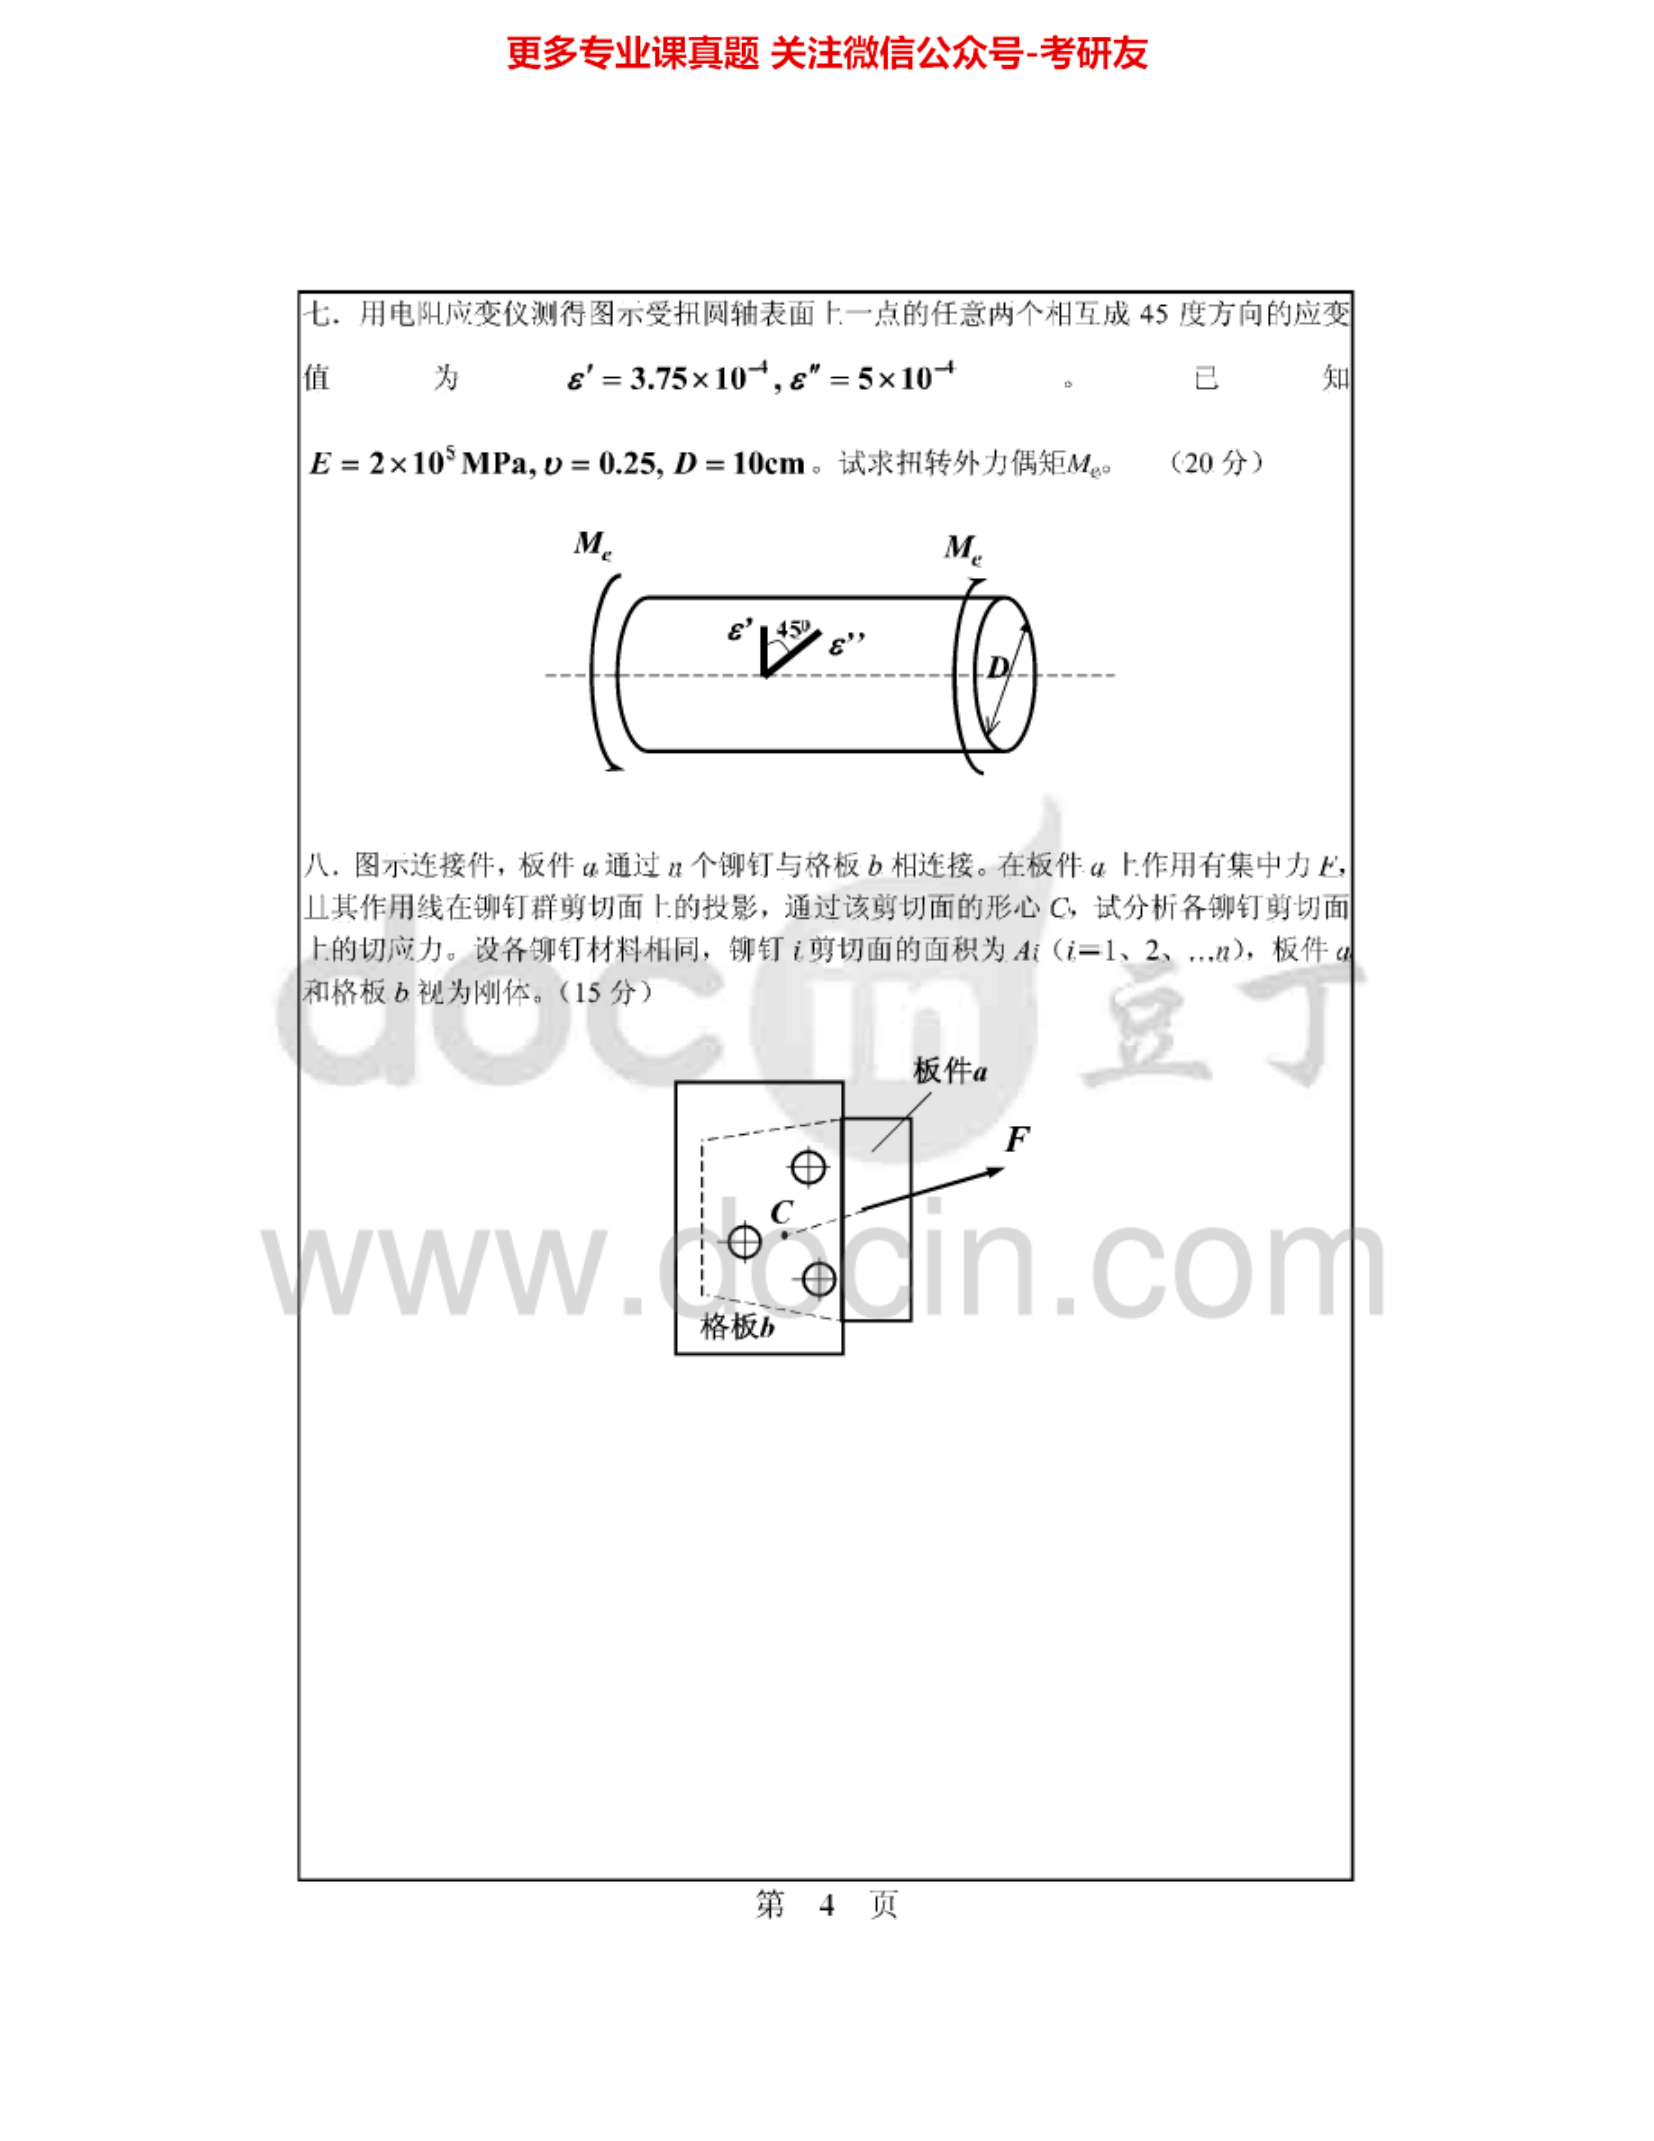 更多专业课真题 关注微信公众号-考研友
七．用电阻应变仪测得图示受扭圆轴表面上一点的任意两个相互成 45 度方向的应变
值 为 ε′ = 3.75×10⁻⁴, ε″ = 5×10⁻⁴ 。 已 知
E = 2×10⁵ MPa, υ = 0.25, D = 10cm。试求扭转外力偶矩Mₑ。 （20 分）
Mₑ Mₑ
ε' 45⁰ ε''
D
八．图示连接件，板件 a 通过 n 个铆钉与格板 b 相连接。在板件 a 上作用有集中力 F，
且其作用线在铆钉群剪切面上的投影，通过该剪切面的形心 C，试分析各铆钉剪切面
上的切应力。设各铆钉材料相同，铆钉 i 剪切面的面积为 Ai（i＝1、2、…n），板件 a
和格板 b 视为刚体。（15 分）
板件a
F
C
格板b
docin 豆丁
www.docin.com
第 4 页